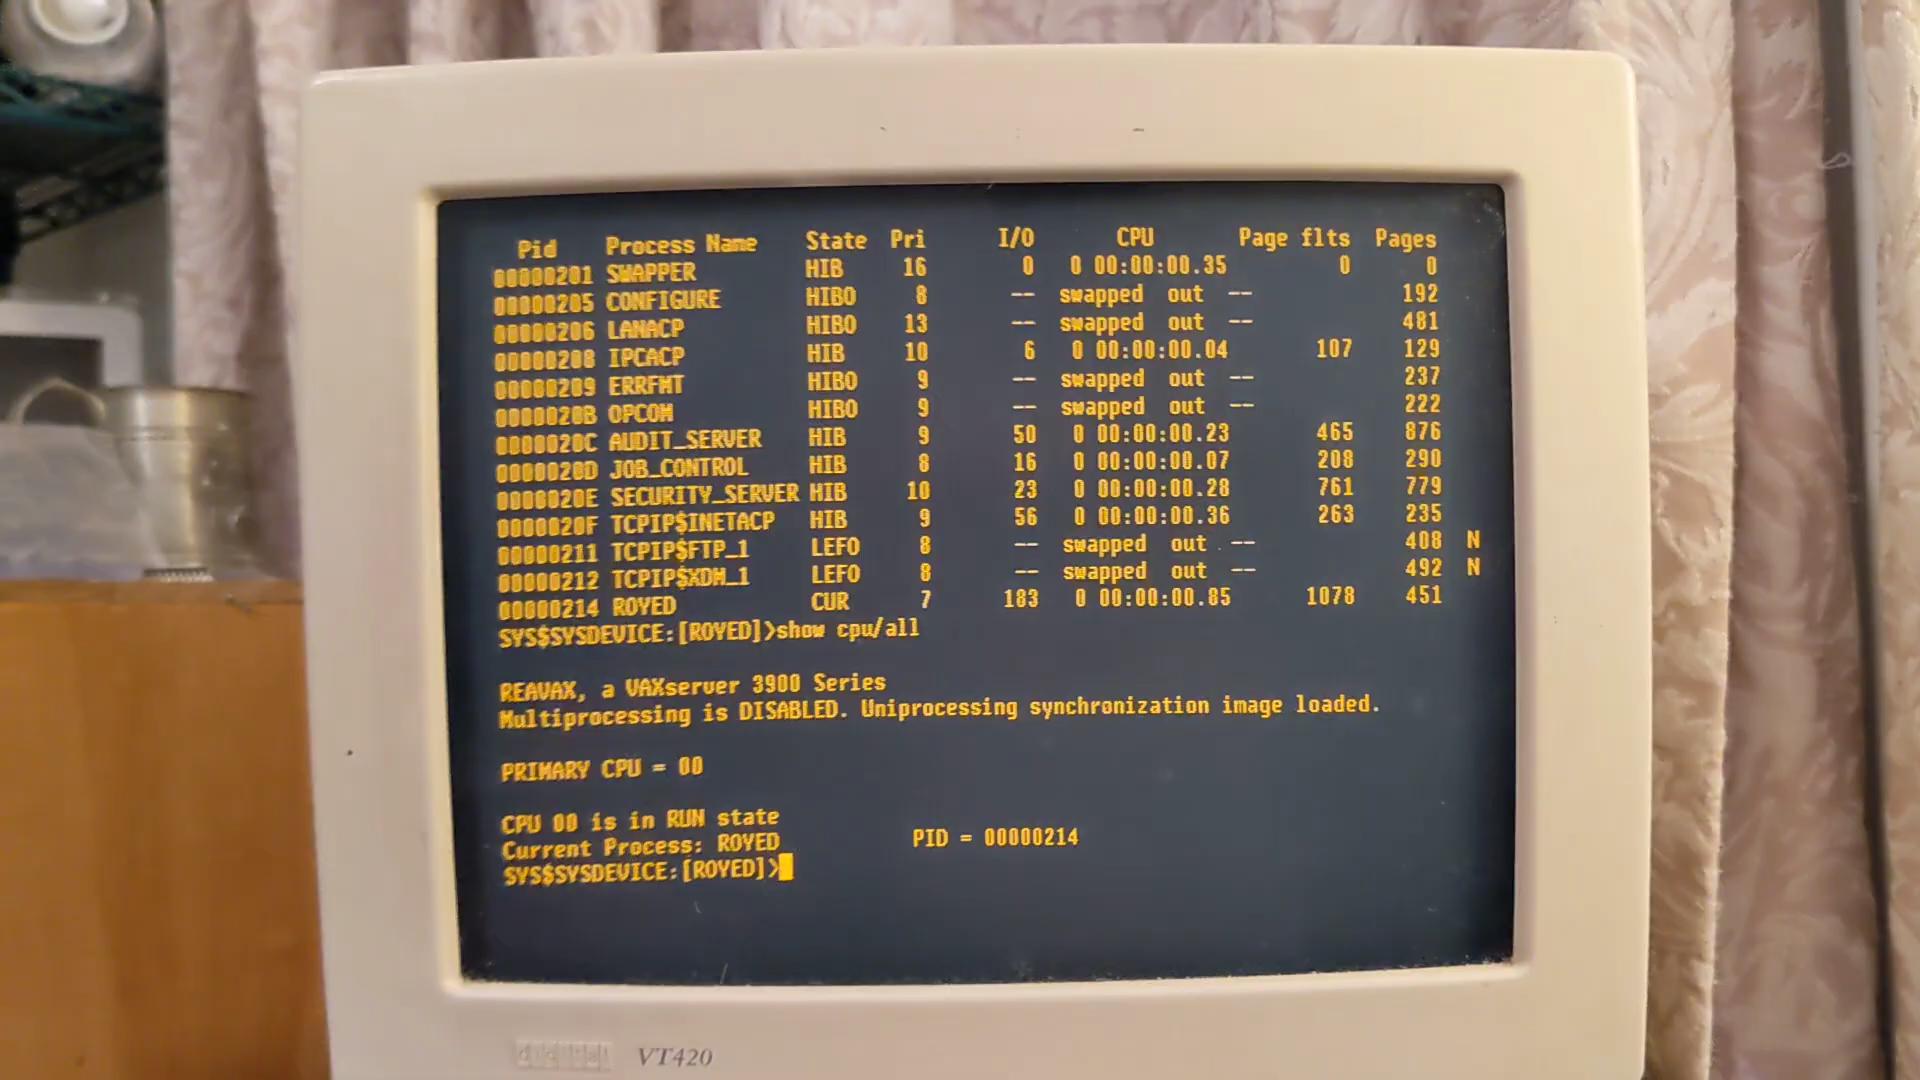 Pid Process Name State Pri I/O CPU Page flts Pages
00000201 SWAPPER HIB 16 0 0 00:00:00.35 0 0
00000205 CONFIGURE HIBO 8 -- swapped out -- 192
00000206 LANACP HIBO 13 -- swapped out -- 481
00000208 IPCACP HIB 10 6 0 00:00:00.04 107 129
00000209 ERRFMT HIBO 9 -- swapped out -- 237
0000020B OPCOM HIBO 9 -- swapped out -- 222
0000020C AUDIT_SERVER HIB 9 50 0 00:00:00.23 465 876
0000020D JOB_CONTROL HIB 8 16 0 00:00:00.07 208 290
0000020E SECURITY_SERVER HIB 10 23 0 00:00:00.28 761 779
0000020F TCPIP$INETACP HIB 9 56 0 00:00:00.36 263 235
00000211 TCPIP$FTP_1 LEFO 8 -- swapped out -- 408 N
00000212 TCPIP$XDM_1 LEFO 8 -- swapped out -- 492 N
00000214 ROYED CUR 7 183 0 00:00:00.85 1078 451
SYS$SYSDEVICE:[ROYED]>show cpu/all
REAVAX, a VAXserver 3900 Series
Multiprocessing is DISABLED. Uniprocessing synchronization image loaded.
PRIMARY CPU = 00
CPU 00 is in RUN state
Current Process: ROYED PID = 00000214
SYS$SYSDEVICE:[ROYED]>
digital VT420